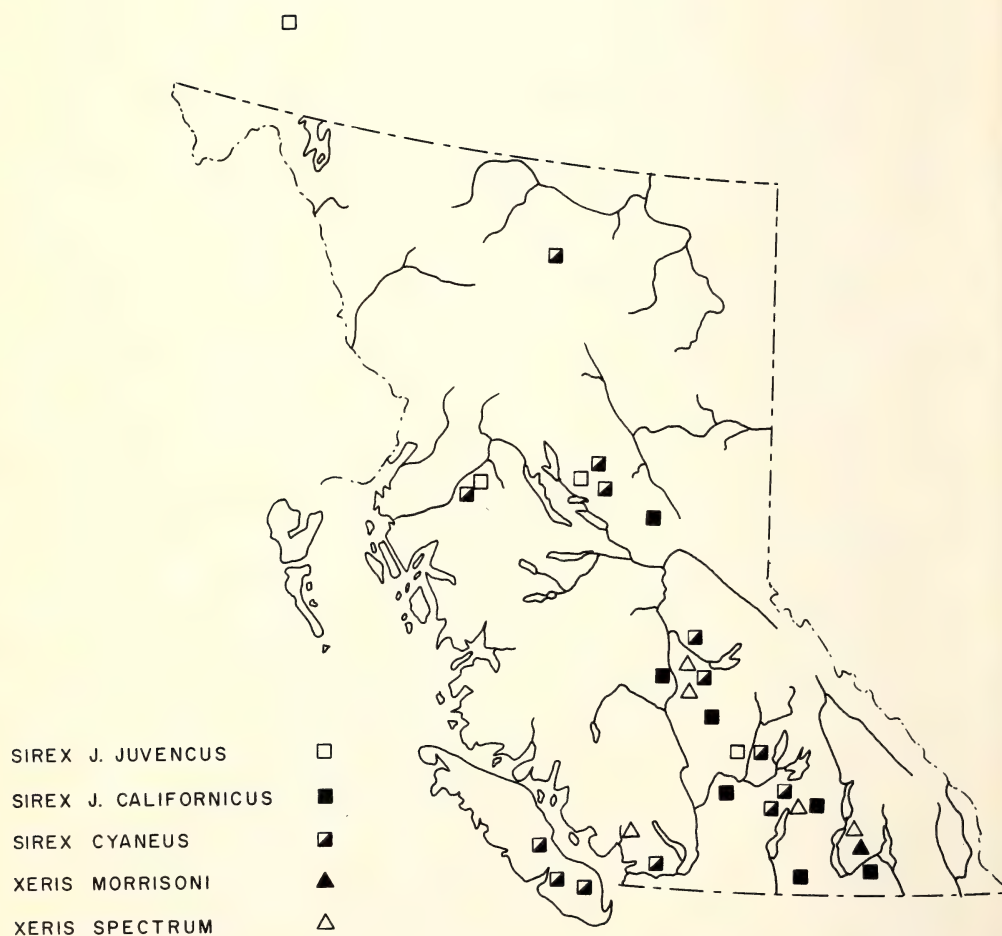 SIREX J. JUVENCUS
SIREX J. CALIFORNICUS
SIREX CYANEUS
XERIS MORRISONI
XERIS SPECTRUM